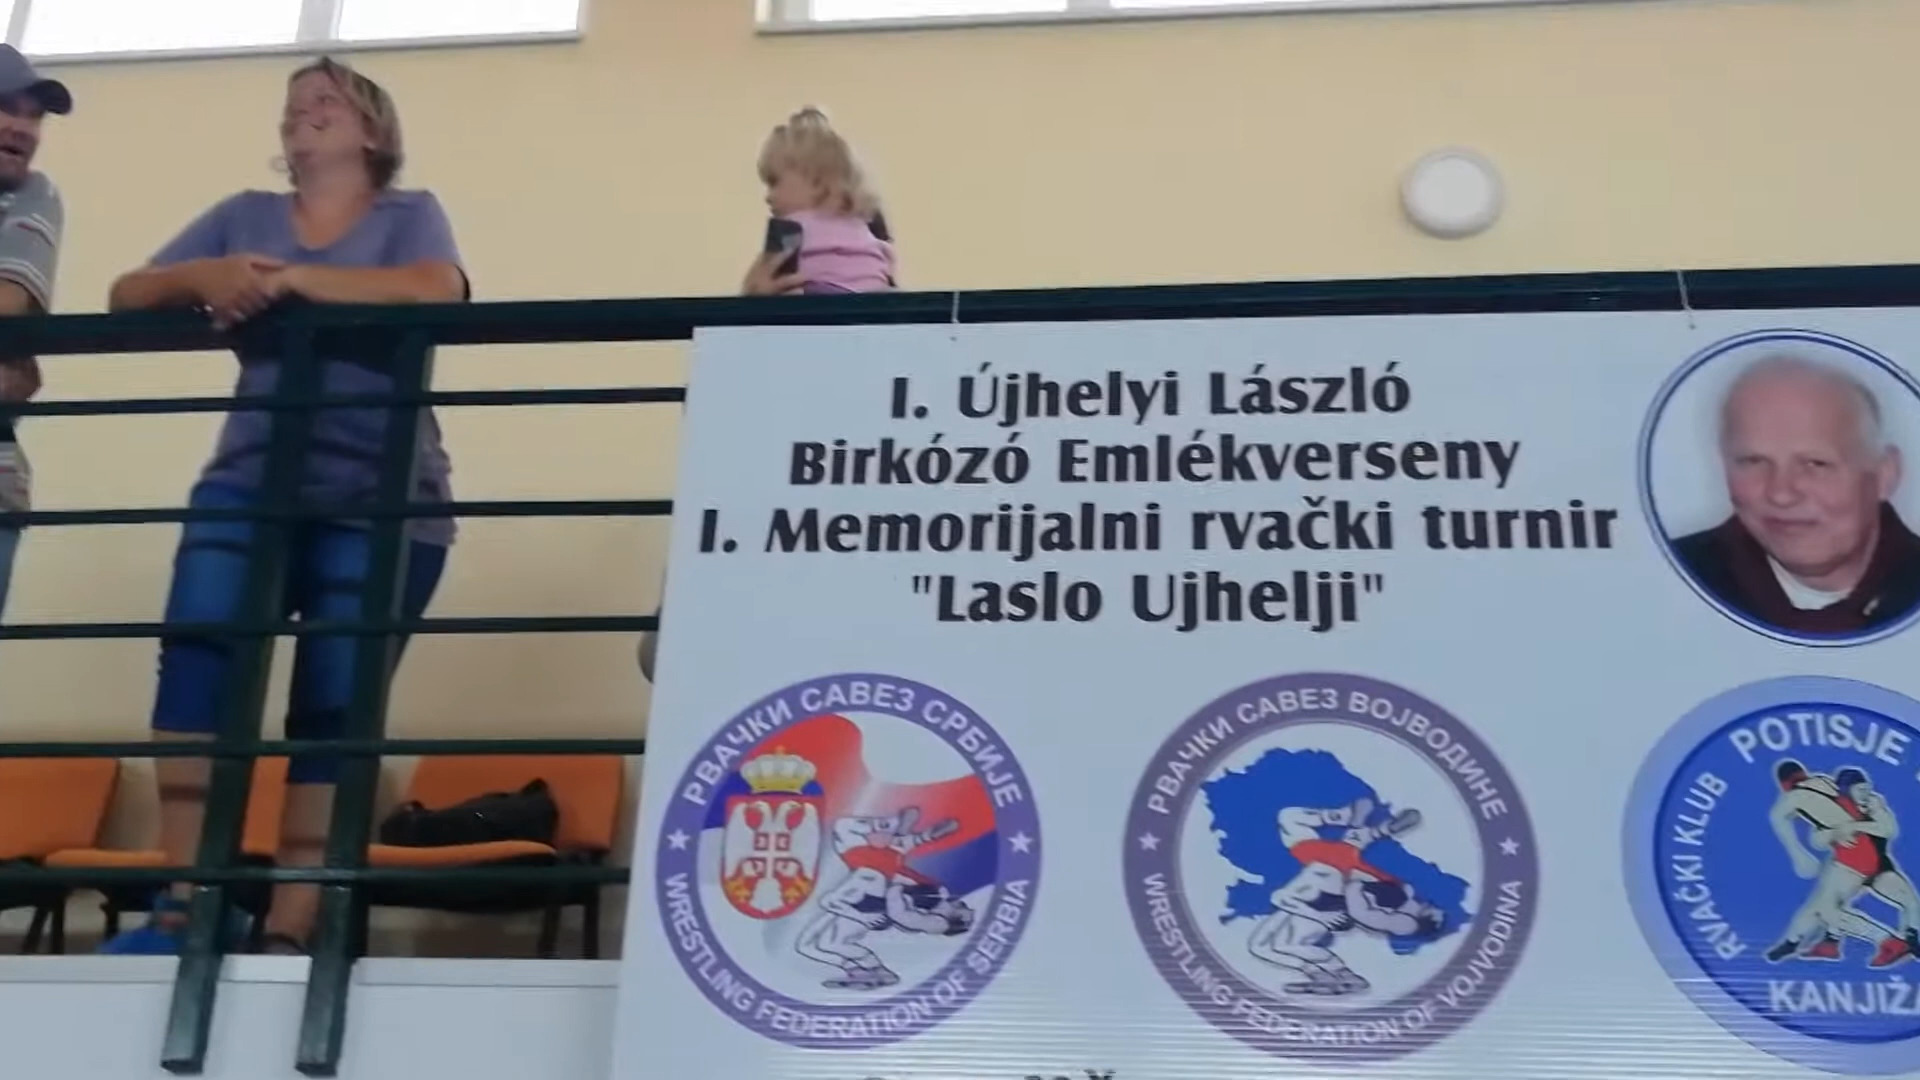 I. Újhelyi László
Birkózó Emlékverseny
I. Memorijalni rvački turnir
"Laslo Ujhelji"
РВАЧКИ САВЕЗ СРБИЈЕ
WRESTLING FEDERATION OF SERBIA
РВАЧКИ САВЕЗ ВОЈВОДИНЕ
WRESTLING FEDERATION OF VOJVODINA
RVAČKI KLUB POTISJE
KANJIŽA